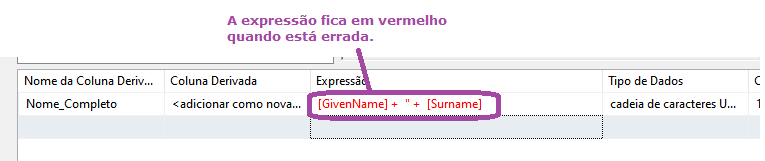 A expressão fica em vermelho
quando está errada.
Nome da Coluna Deriv... Coluna Derivada Expressão Tipo de Dados C
Nome_Completo <adicionar como nova... [GivenName] + " + [Surname] cadeia de caracteres U... 1